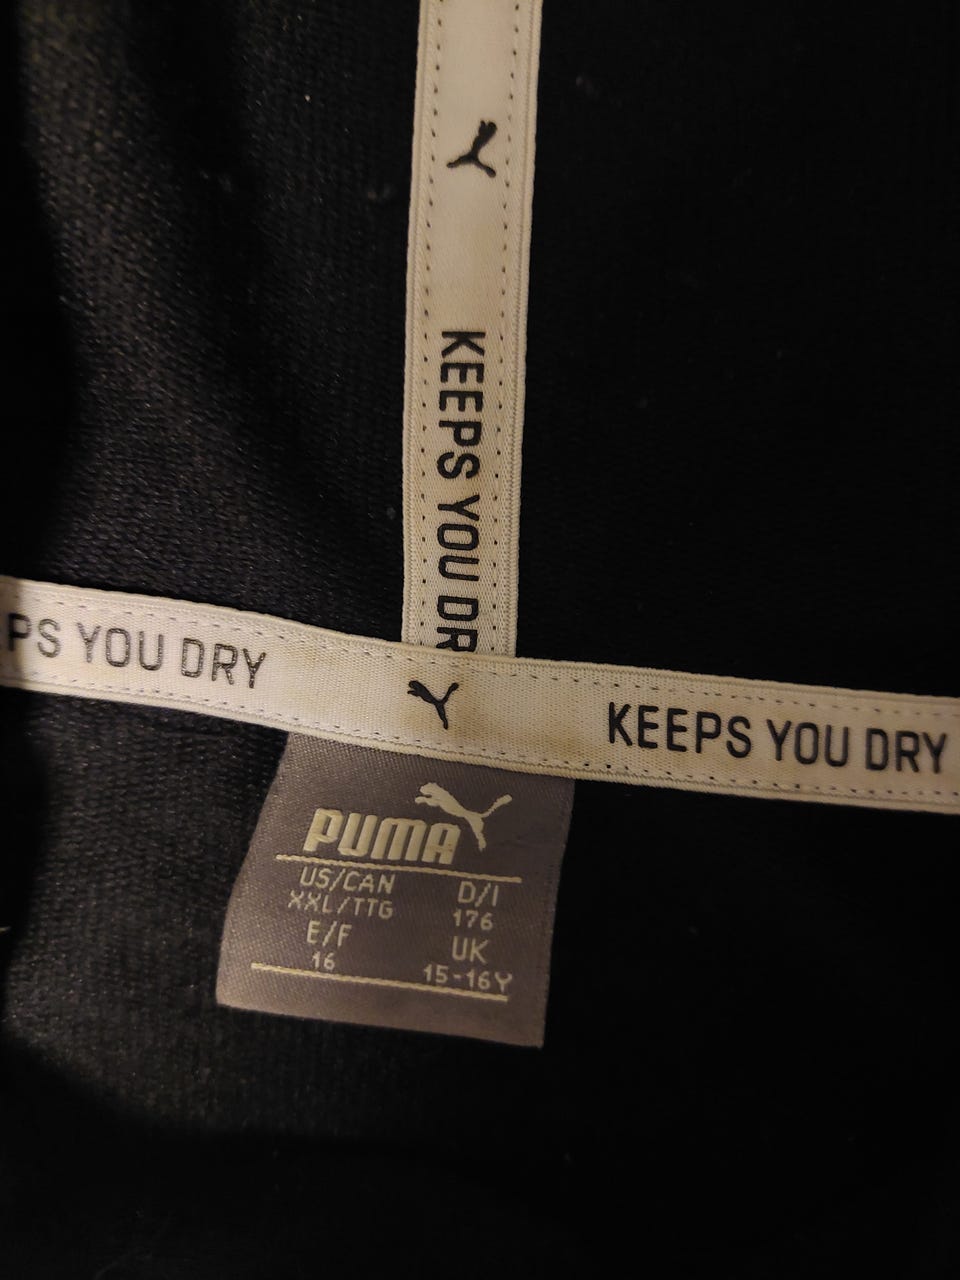 KEEPS YOU DR
PS YOU DRY
KEEPS YOU DRY
PUMA
US/CAN D/I
XXL/TTG 176
E/F UK
16 15-16Y